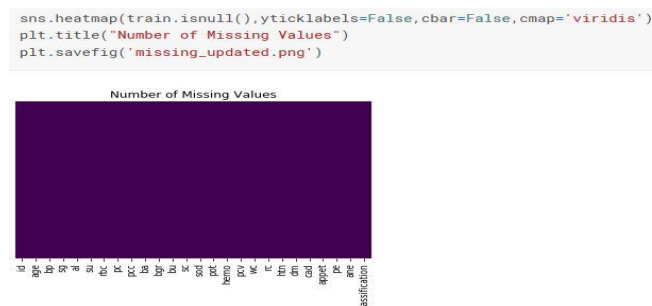 sns.heatmap(train.isnull(),yticklabels=False,cbar=False,cmap='viridis')
plt.title("Number of Missing Values")
plt.savefig('missing_updated.png')
Number of Missing Values
id age bp sg al su rbc pc pcc ba bgr bu sc sod pot hemo pcv wc rc htn dm cad appet pe ane assification